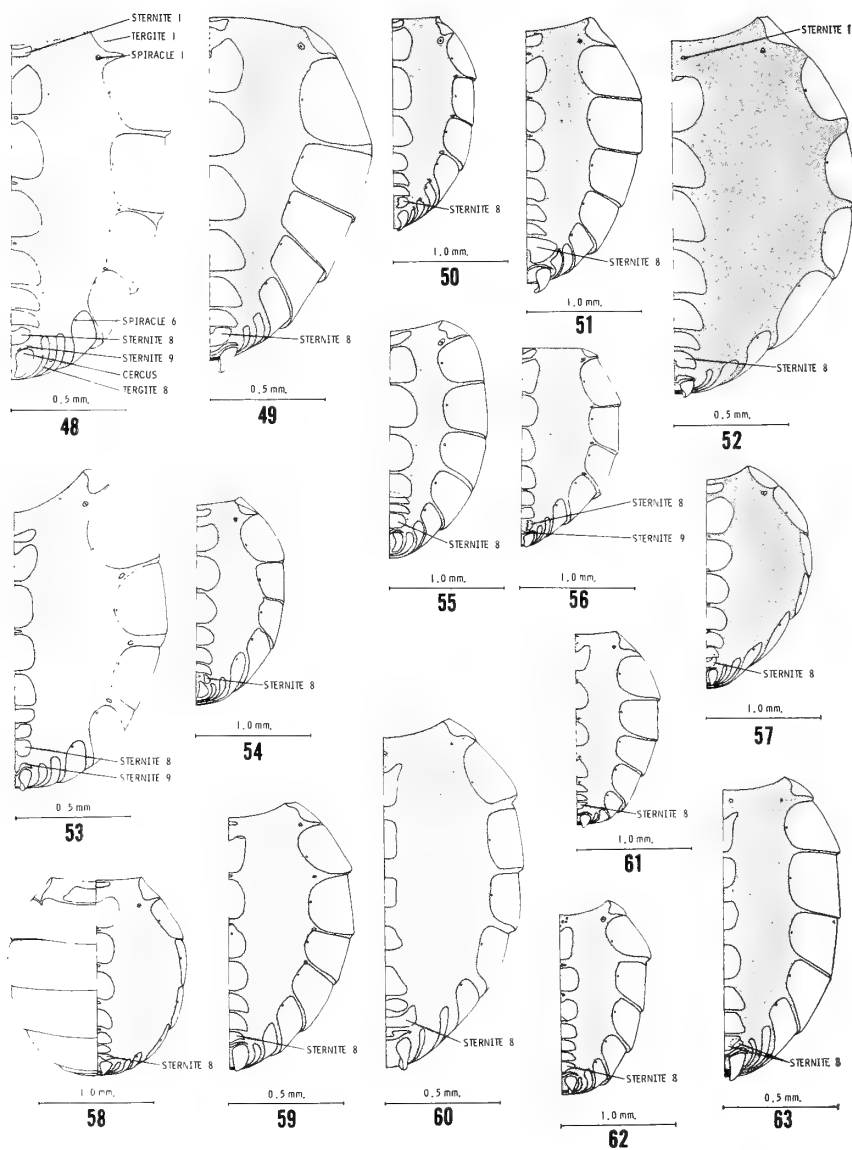 STERNITE 1
TERGITE 1
SPIRACLE 1
SPIRACLE 6
STERNITE 8
STERNITE 9
CERCUS
TERGITE 8
0.5 mm.
48
STERNITE 8
0.5 mm.
49
STERNITE 8
1.0 mm.
50
STERNITE 8
1.0 mm.
51
STERNITE 1
STERNITE 8
0.5 mm.
52
STERNITE 8
STERNITE 9
0 5 mm
53
STERNITE 8
1.0 mm.
54
STERNITE 8
1.0 mm.
55
STERNITE 8
STERNITE 9
1.0 mm.
56
STERNITE 8
1.0 mm.
57
STERNITE 8
1.0 mm.
58
STERNITE 8
0.5 mm.
59
STERNITE 8
0.5 mm.
60
STERNITE 8
1.0 mm.
61
STERNITE 8
1.0 mm.
62
STERNITE 8
0.5 mm.
63